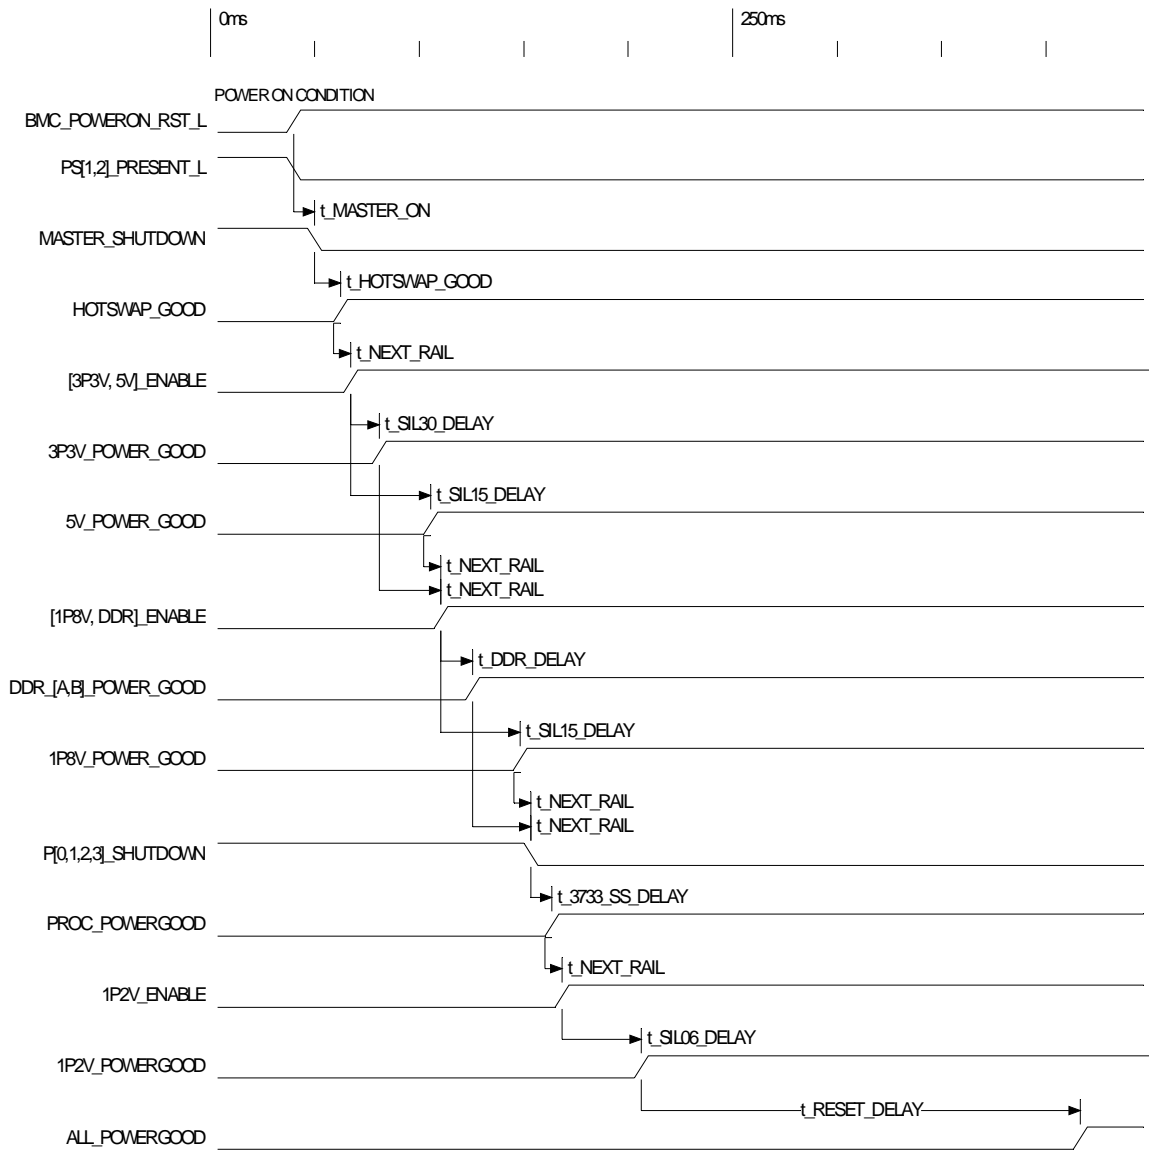 0ms 250ms
POWER ON CONDITION
BMC_POWERON_RST_L
PS[1,2]_PRESENT_L
t_MASTER_ON
MASTER_SHUTDOWN
t_HOTSWAP_GOOD
HOTSWAP_GOOD
t_NEXT_RAIL
[3P3V, 5V]_ENABLE
t_SIL30_DELAY
3P3V_POWER_GOOD
t_SIL15_DELAY
5V_POWER_GOOD
t_NEXT_RAIL
t_NEXT_RAIL
[1P8V, DDR]_ENABLE
t_DDR_DELAY
DDR_[A,B]_POWER_GOOD
t_SIL15_DELAY
1P8V_POWER_GOOD
t_NEXT_RAIL
t_NEXT_RAIL
P[0,1,2,3]_SHUTDOWN
t_3733_SS_DELAY
PROC_POWERGOOD
t_NEXT_RAIL
1P2V_ENABLE
t_SIL06_DELAY
1P2V_POWERGOOD
t_RESET_DELAY
ALL_POWERGOOD